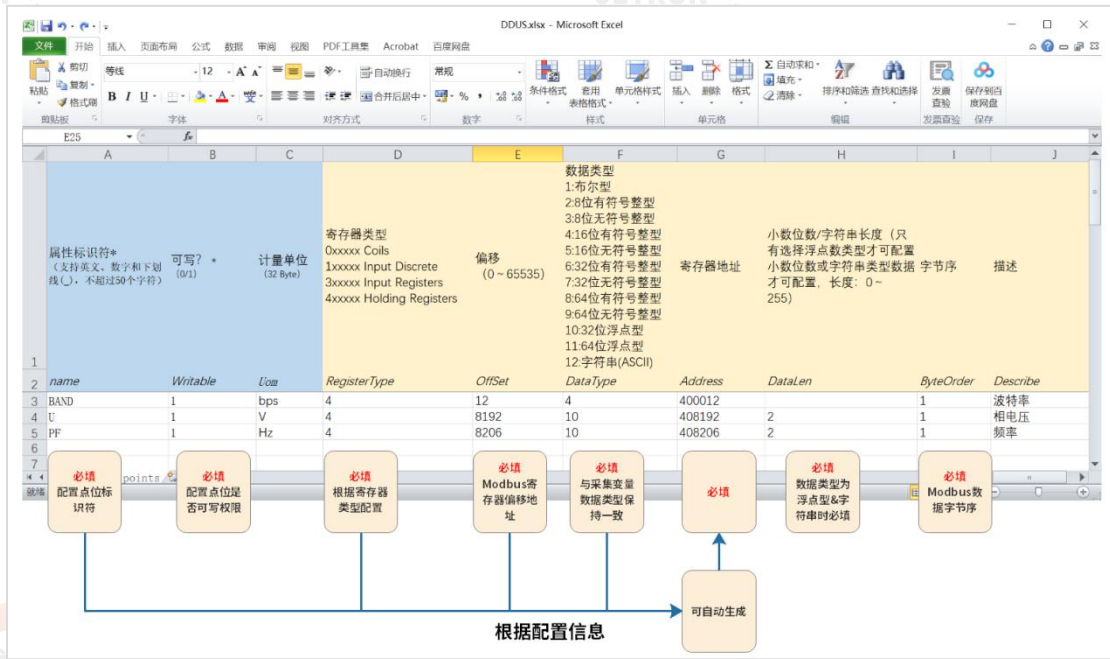 DDUS.xlsx - Microsoft Excel
文件 开始 插入 页面布局 公式 数据 审阅 视图 PDF工具集 Acrobat 百度网盘
剪切
复制
格式刷
粘贴
剪贴板
等线 12
B I U
字体
自动换行
合并后居中
对齐方式
常规
数字
条件格式
套用
表格格式
单元格样式
样式
插入 删除 格式
单元格
Σ 自动求和
填充
清除
排序和筛选 查找和选择
编辑
发票
查验
发票查验
保存到百
度网盘
保存
E25 fx
A B C D E F G H I J
1
属性标识符*
(支持英文、数字和下划
线(_)，不超过50个字符)
可写？ *
(0/1)
计量单位
(32 Byte)
寄存器类型
0xxxxx Coils
1xxxxx Input Discrete
3xxxxx Input Registers
4xxxxx Holding Registers
偏移
(0~65535)
数据类型
1:布尔型
2:8位有符号整型
3:8位无符号整型
4:16位有符号整型
5:16位无符号整型
6:32位有符号整型
7:32位无符号整型
8:64位有符号整型
9:64位无符号整型
10:32位浮点型
11:64位浮点型
12:字符串(ASCII)
寄存器地址
小数位数/字符串长度（只
有选择浮点数类型才可配置
小数位数或字符串类型数据
才可配置，长度：0~
255）
字节序
描述
2 name Writable Uom RegisterType OffSet DataType Address DataLen ByteOrder Describe
3 BAND 1 bps 4 12 4 400012 1 波特率
4 U 1 V 4 8192 10 408192 2 1 相电压
5 PF 1 Hz 4 8206 10 408206 2 1 频率
6
7
points
就绪
必填
配置点位标
识符
必填
配置点位是
否可写权限
必填
根据寄存器
类型配置
必填
Modbus寄
存器偏移地
址
必填
与采集变量
数据类型保
持一致
必填
必填
数据类型为
浮点型&字
符串时必填
必填
Modbus数
据字节序
可自动生成
根据配置信息